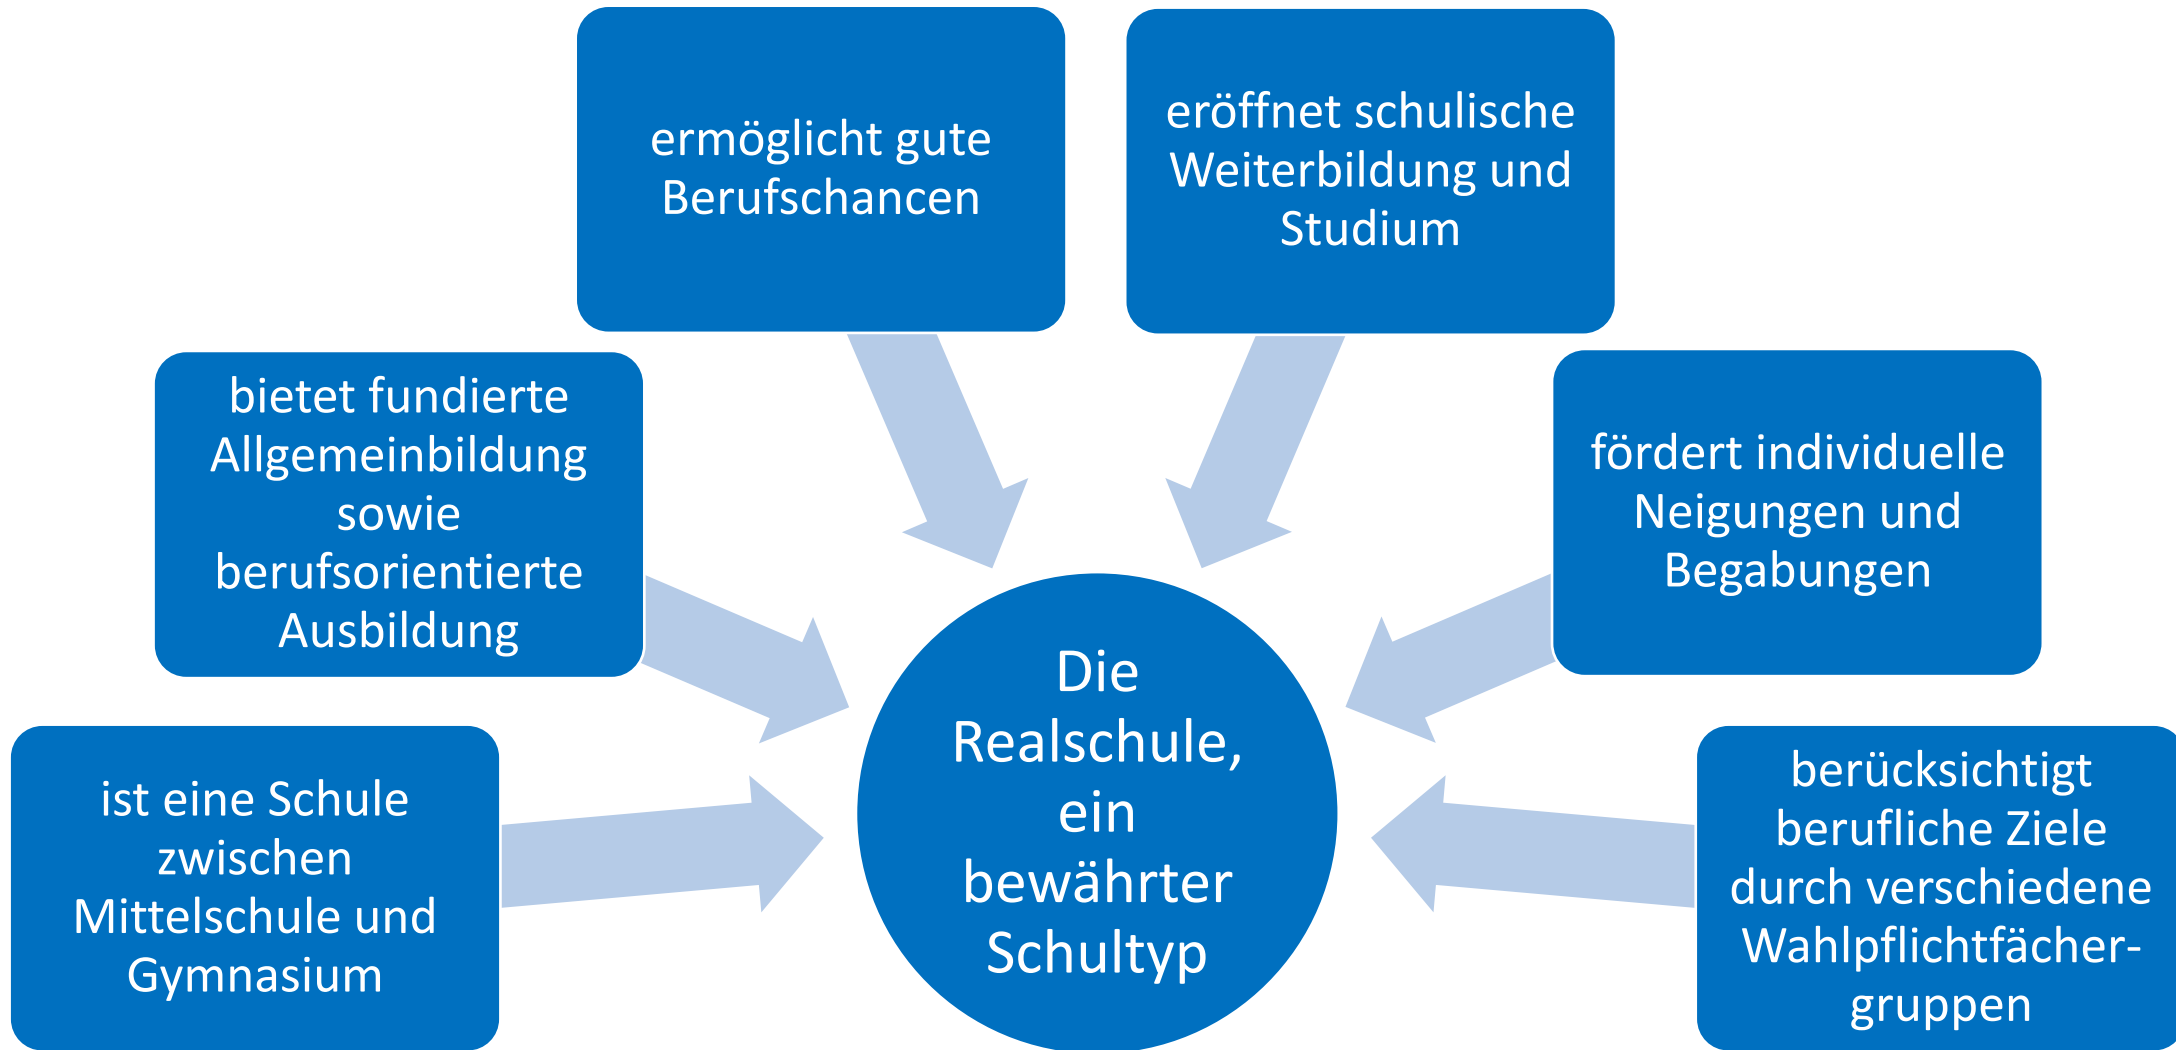 ermöglicht gute
Berufschancen
eröffnet schulische
Weiterbildung und
Studium
bietet fundierte
Allgemeinbildung
sowie
berufsorientierte
Ausbildung
fördert individuelle
Neigungen und
Begabungen
ist eine Schule
zwischen
Mittelschule und
Gymnasium
Die
Realschule,
ein
bewährter
Schultyp
berücksichtigt
berufliche Ziele
durch verschiedene
Wahlpflichtfächer-
gruppen